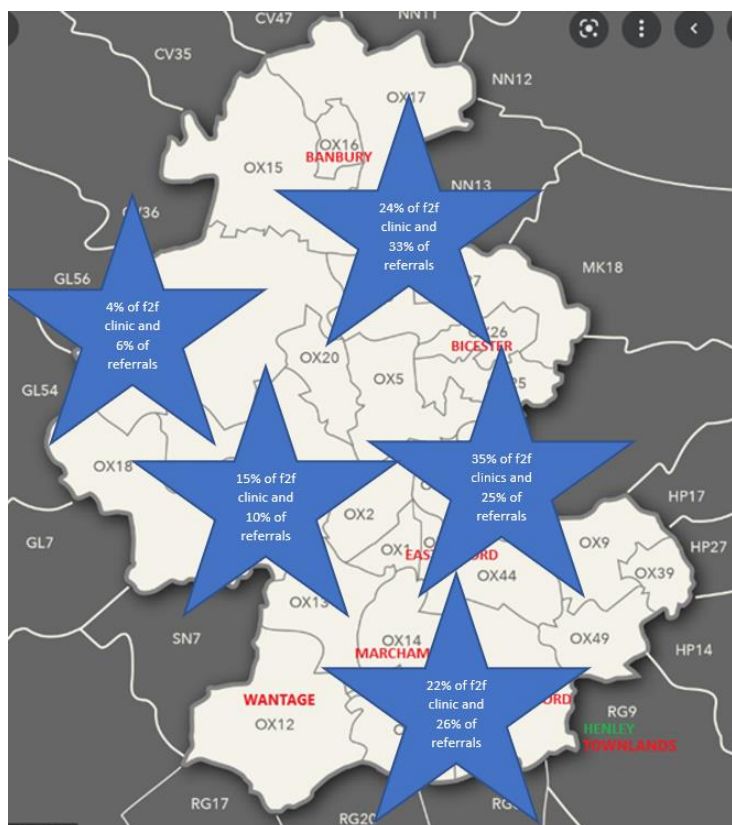 CV47
NN11
CV35
NN12
OX17
OX16
BANBURY
OX15
NN13
CV36
24% of f2f
clinic and
33% of
referrals
MK18
GL56
4% of f2f
clinic and
6% of
referrals
BICESTER
OX20
OX5
GL54
OX18
35% of f2f
clinics and
25% of
referrals
15% of f2f
clinic and
10% of
referrals
HP17
OX2
GL7
OX1
OX9
HP27
OX44
OX39
OX13
SN7
OX14
OX49
HP14
MARCHAM
22% of f2f
clinic and
26% of
referrals
WANTAGE
OX12
RG9
HENLEY
TOWNLANDS
RG17
RG20